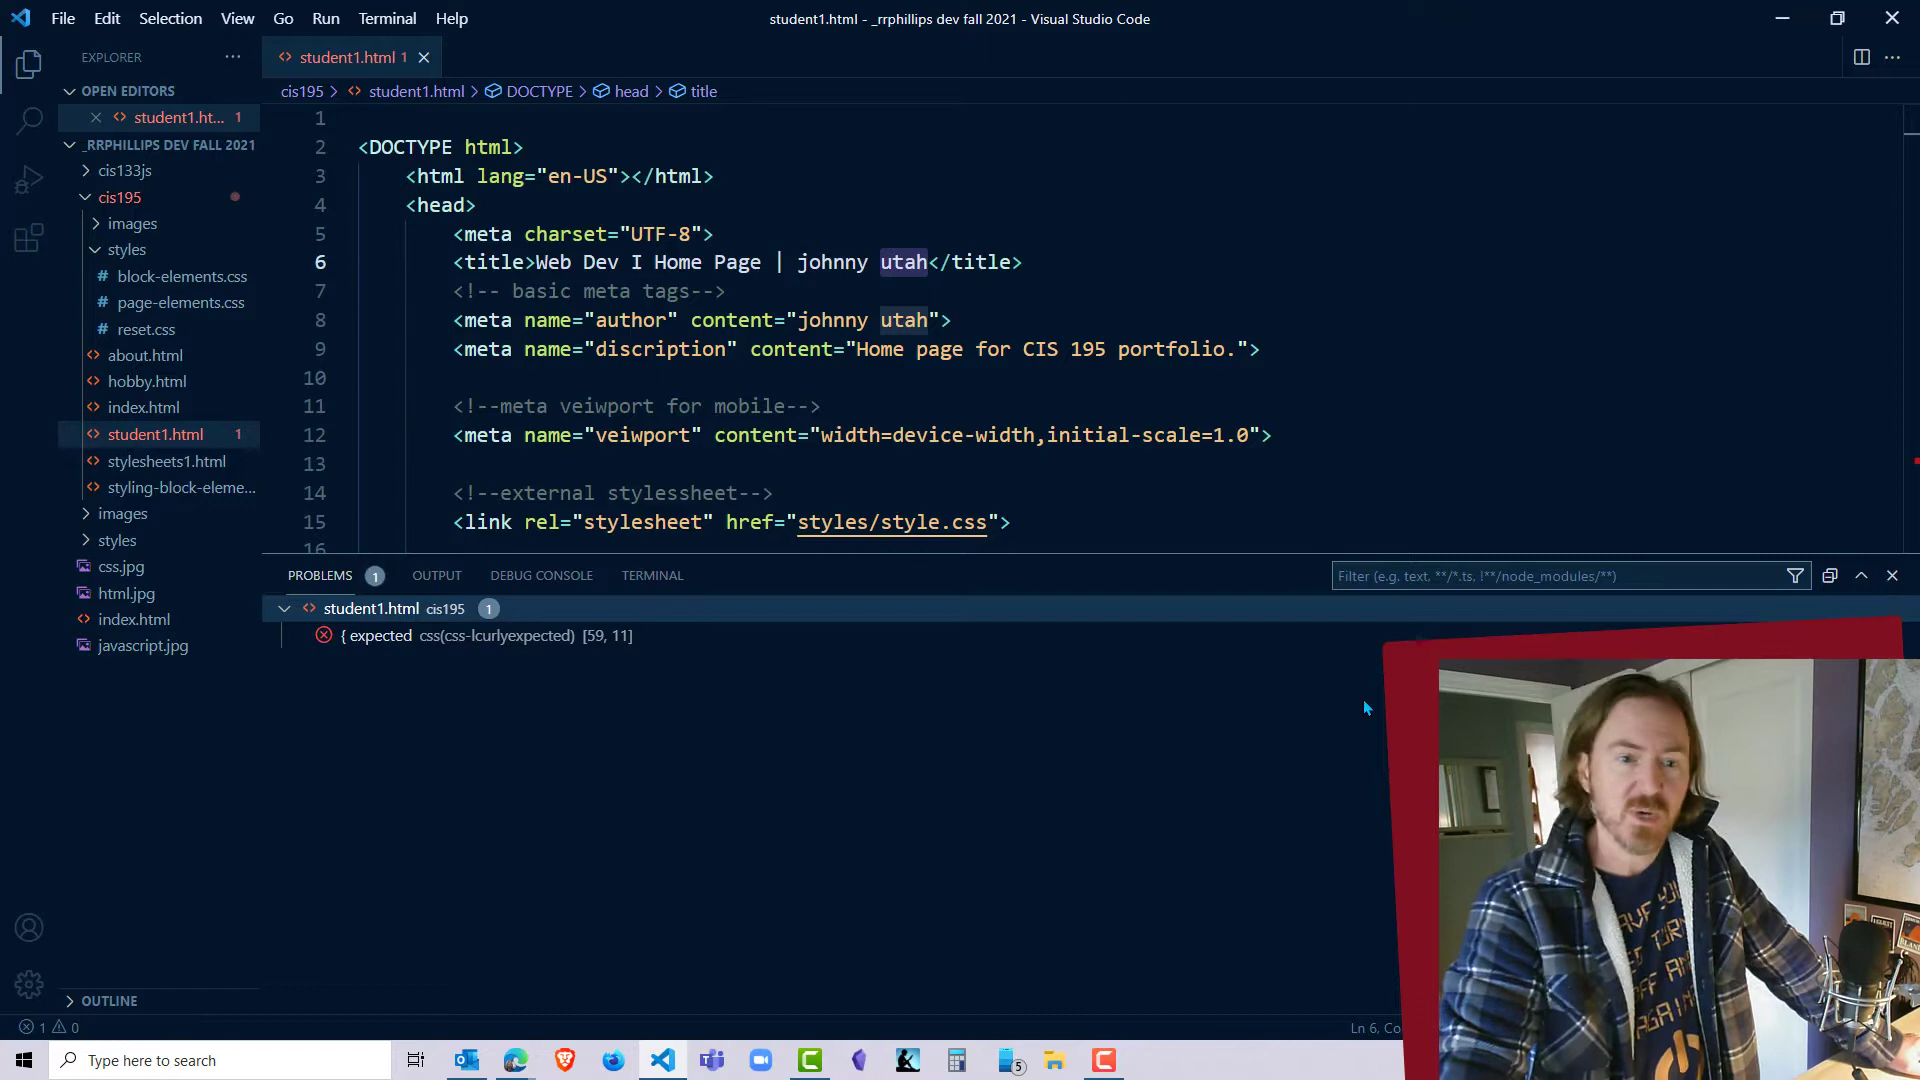 File Edit Selection View Go Run Terminal Help
student1.html - _rrphillips dev fall 2021 - Visual Studio Code
EXPLORER
OPEN EDITORS
student1.ht... 1
_RRPHILLIPS DEV FALL 2021
cis133js
cis195
images
styles
# block-elements.css
# page-elements.css
# reset.css
about.html
hobby.html
index.html
student1.html 1
stylesheets1.html
styling-block-eleme...
images
styles
css.jpg
html.jpg
index.html
javascript.jpg
OUTLINE
student1.html 1
cis195 > student1.html > DOCTYPE > head > title
1
2 <DOCTYPE html>
3 <html lang="en-US"></html>
4 <head>
5 <meta charset="UTF-8">
6 <title>Web Dev I Home Page | johnny utah</title>
7 <!-- basic meta tags-->
8 <meta name="author" content="johnny utah">
9 <meta name="discription" content="Home page for CIS 195 portfolio.">
10
11 <!--meta veiwport for mobile-->
12 <meta name="veiwport" content="width=device-width,initial-scale=1.0">
13
14 <!--external stylessheet-->
15 <link rel="stylesheet" href="styles/style.css">
16
PROBLEMS 1 OUTPUT DEBUG CONSOLE TERMINAL
Filter (e.g. text, **/*.ts, !**/node_modules/**)
student1.html cis195 1
{ expected css(css-lcurlyexpected) [59, 11]
1 0
Ln 6, Co
Type here to search
5